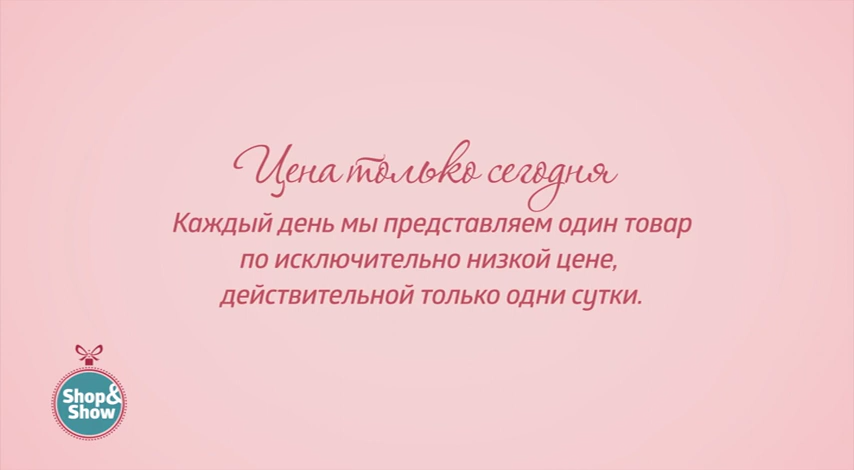 Цена только сегодня
Каждый день мы представляем один товар
по исключительно низкой цене,
действительной только одни сутки.
Shop&
Show